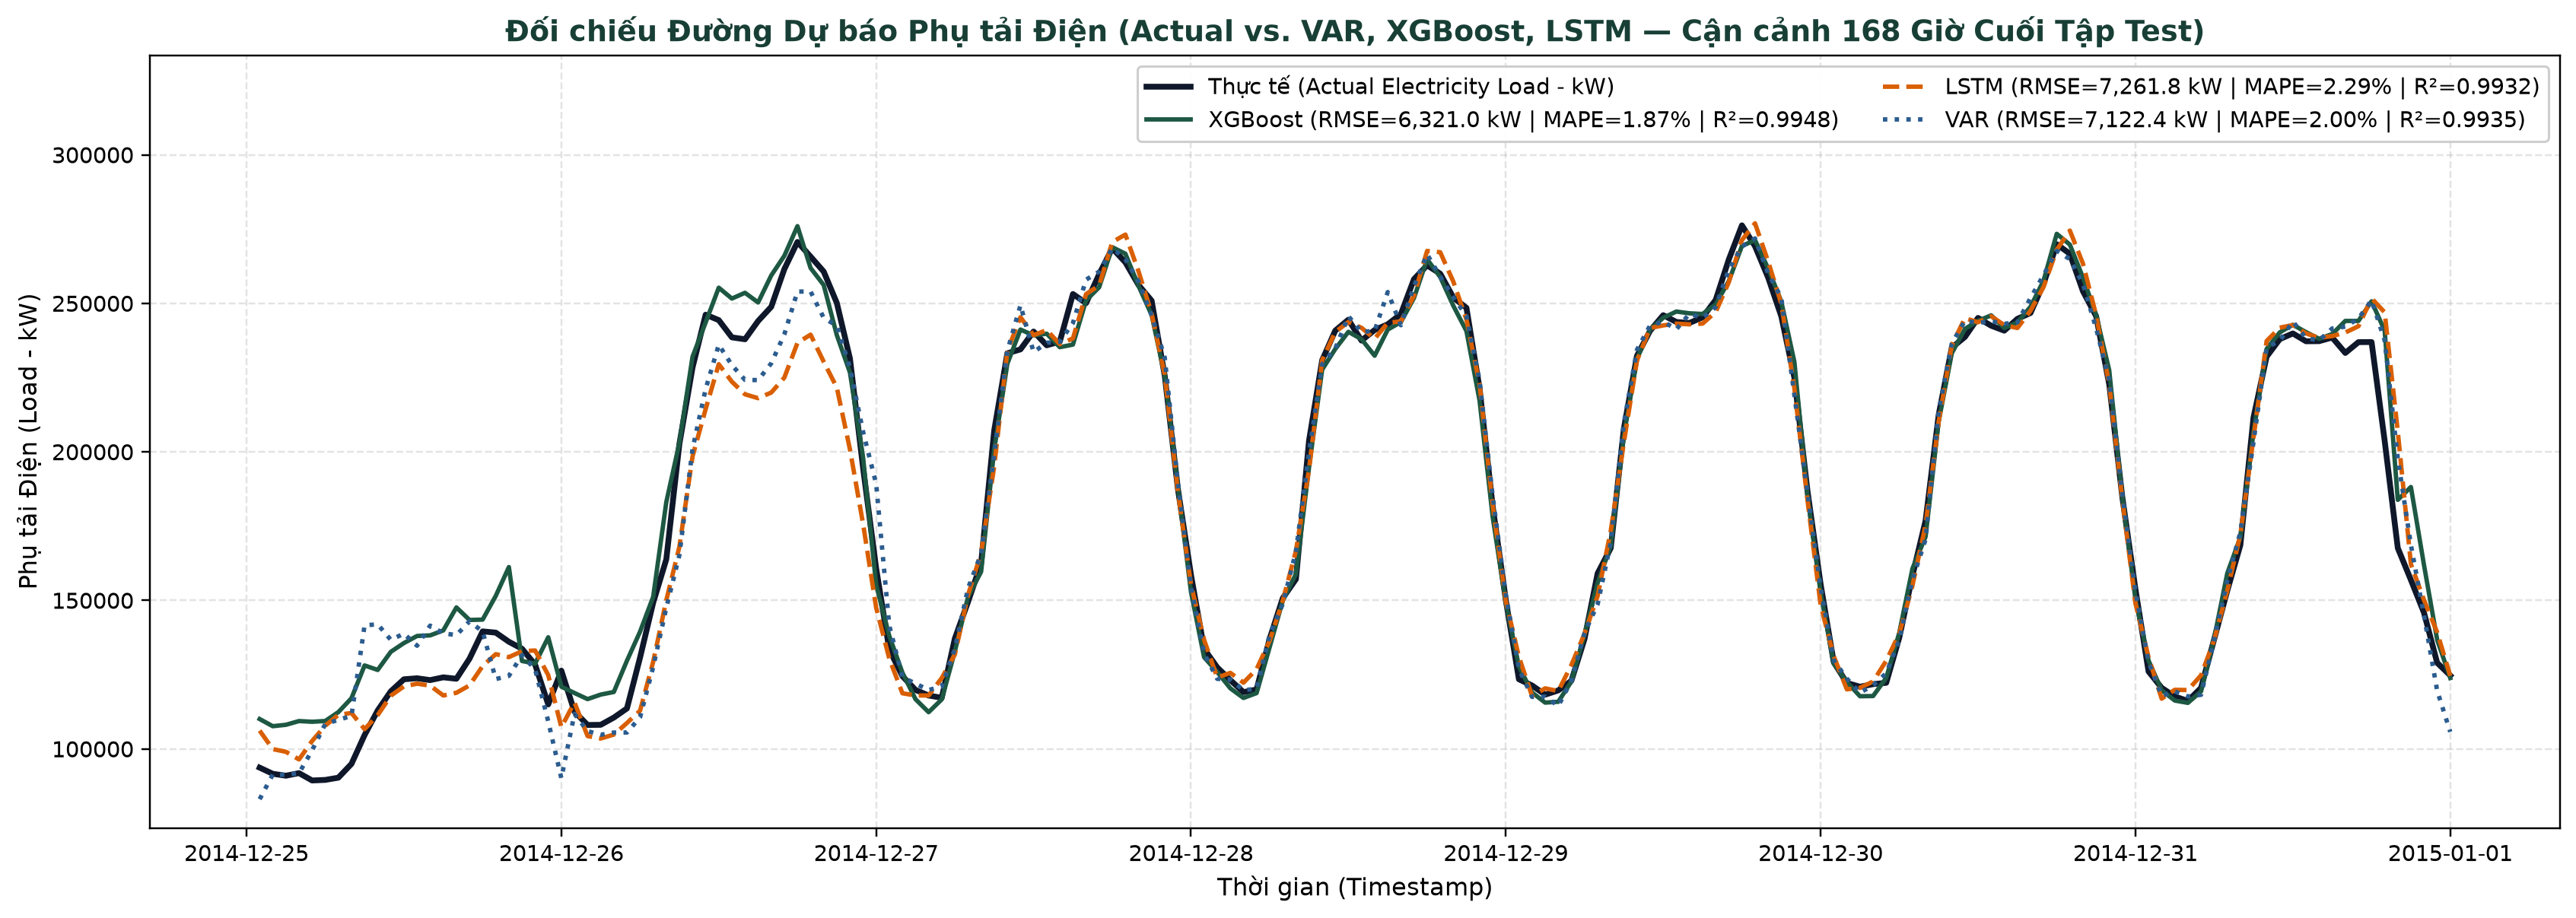 Đối chiếu Đường Dự báo Phụ tải Điện (Actual vs. VAR, XGBoost, LSTM — Cận cảnh 168 Giờ Cuối Tập Test)
Thực tế (Actual Electricity Load - kW)
XGBoost (RMSE=6,321.0 kW | MAPE=1.87% | R²=0.9948)
LSTM (RMSE=7,261.8 kW | MAPE=2.29% | R²=0.9932)
VAR (RMSE=7,122.4 kW | MAPE=2.00% | R²=0.9935)
Phụ tải Điện (Load - kW)
300000
250000
200000
150000
100000
2014-12-25
2014-12-26
2014-12-27
2014-12-28
2014-12-29
2014-12-30
2014-12-31
2015-01-01
Thời gian (Timestamp)